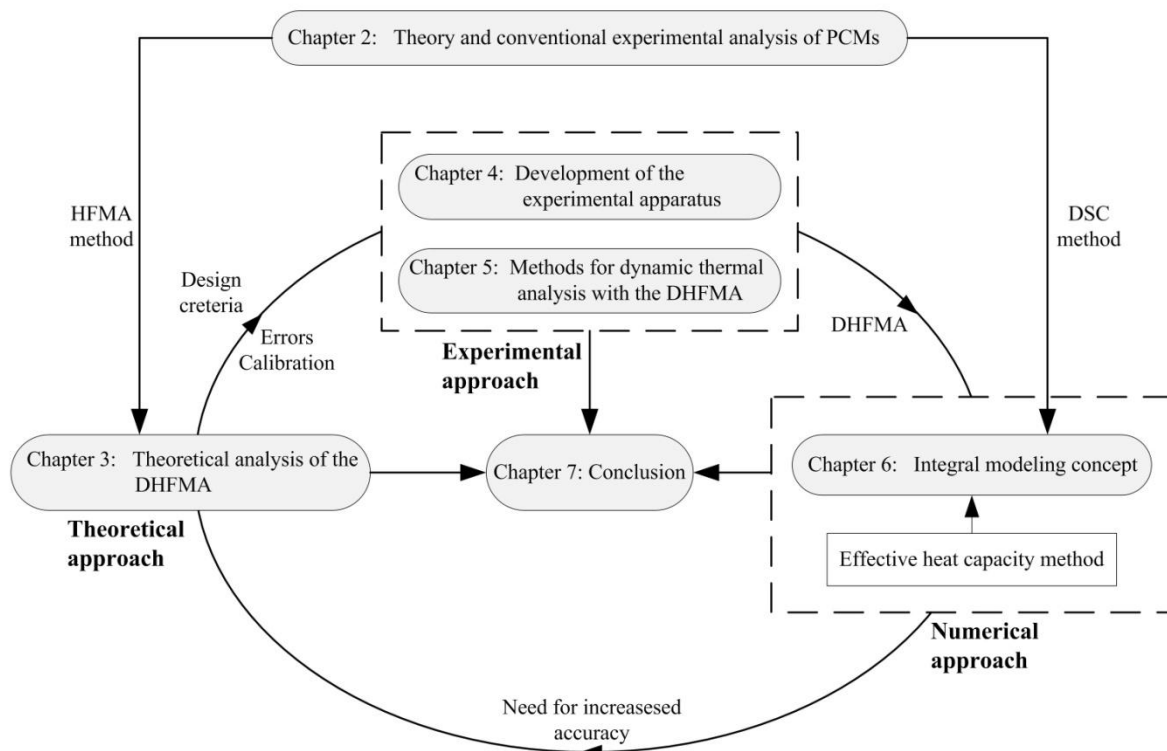 Chapter 2: Theory and conventional experimental analysis of PCMs
HFMA
method
DSC
method
Chapter 4: Development of the
experimental apparatus
Chapter 5: Methods for dynamic thermal
analysis with the DHFMA
Design
creteria
Errors
Calibration
DHFMA
Experimental
approach
Chapter 3: Theoretical analysis of the
DHFMA
Theoretical
approach
Chapter 7: Conclusion
Chapter 6: Integral modeling concept
Effective heat capacity method
Numerical
approach
Need for increasesed
accuracy